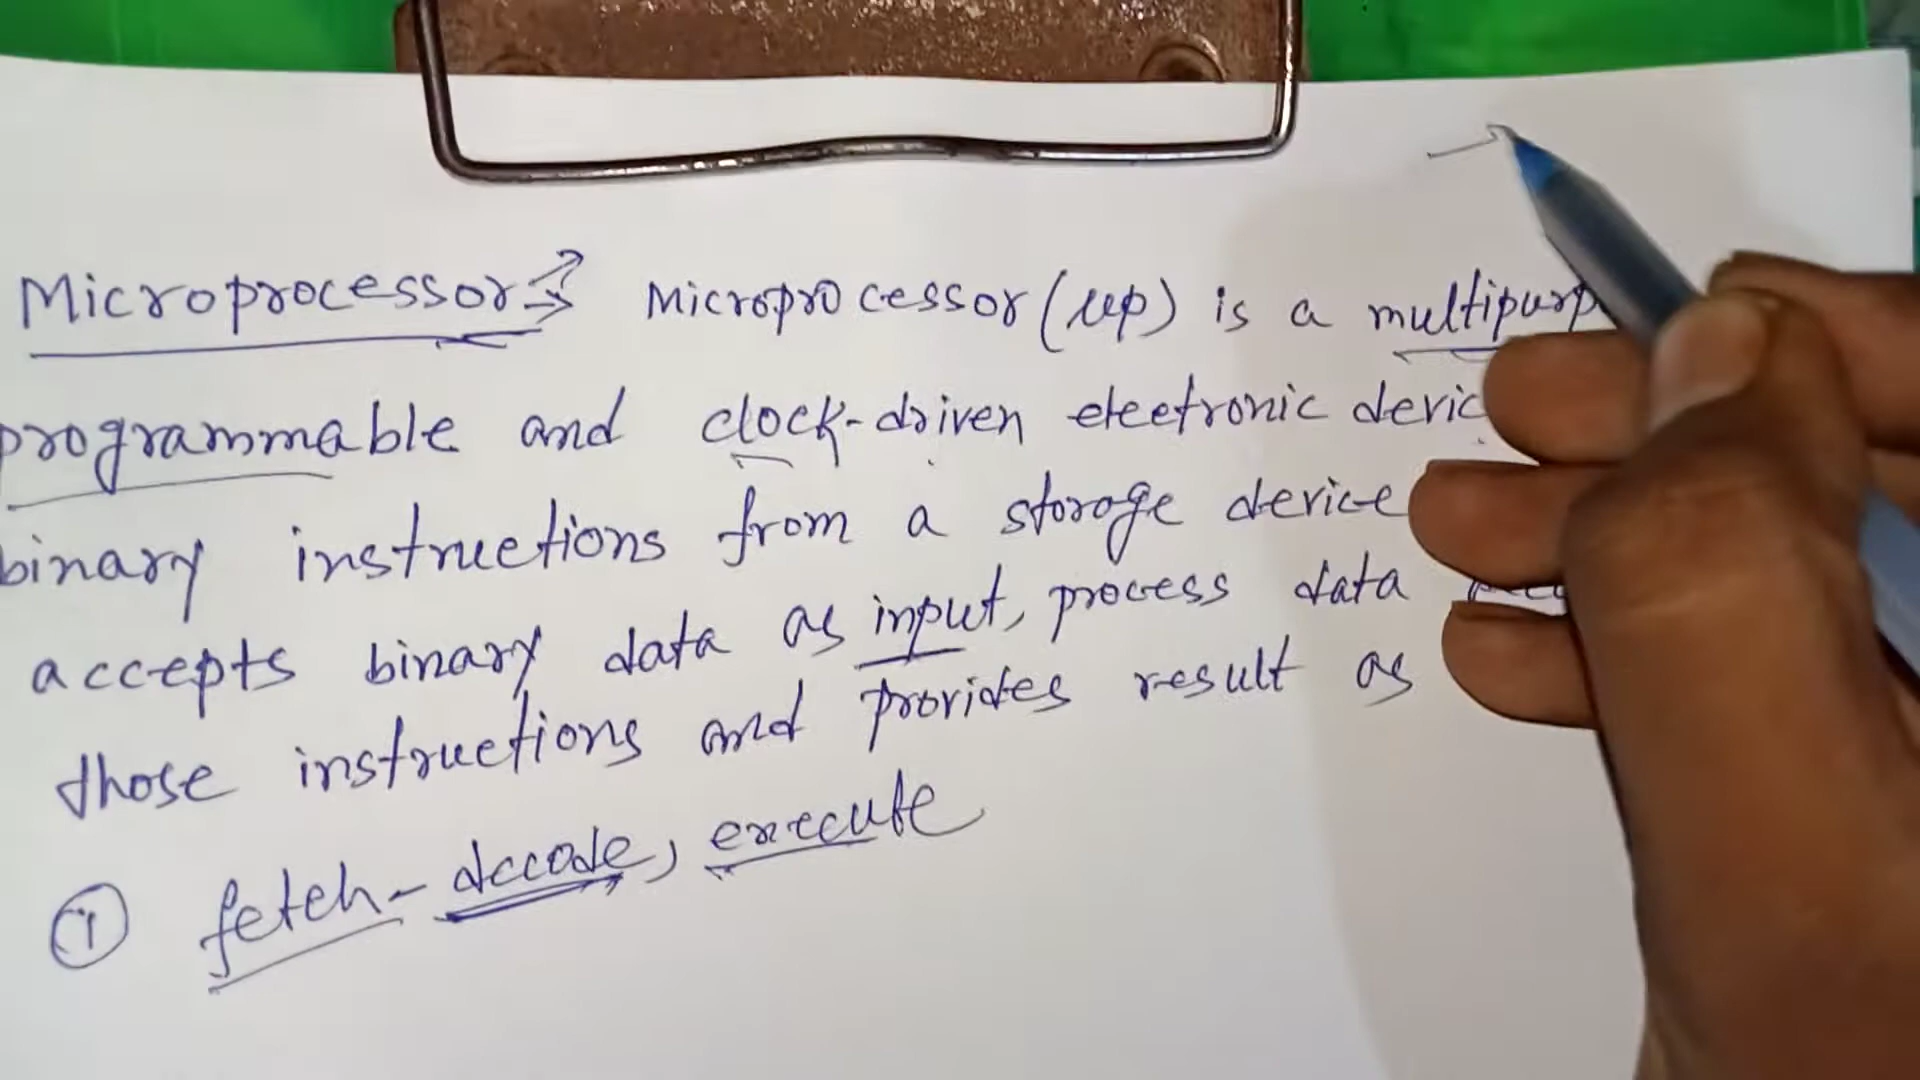 Microprocessor → Microprocessor (μp) is a multipurp
programmable and clock-driven electronic devic
binary instructions from a storage device
accepts binary data as input, process data
those instructions and provides result as
① fetch - decode, execute